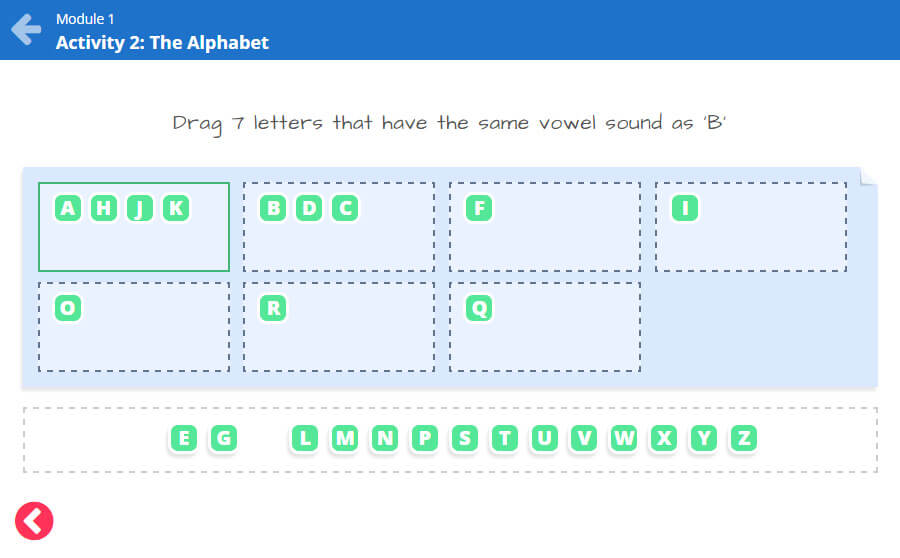 Module 1
Activity 2: The Alphabet
Drag 7 letters that have the same vowel sound as 'B'
A H J K B D C F I
O R Q
E G L M N P S T U V W X Y Z